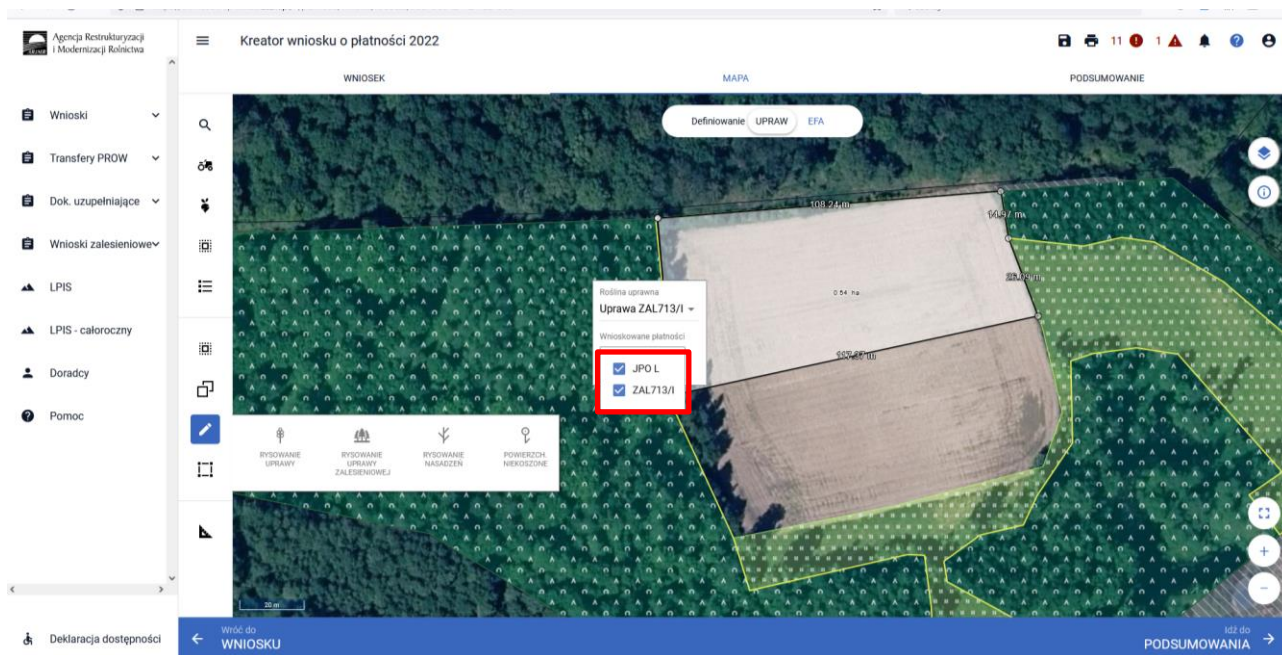 Agencja Restrukturyzacji
i Modernizacji Rolnictwa
Kreator wniosku o płatności 2022
11
1
WNIOSEK
MAPA
PODSUMOWANIE
Wnioski
Transfery PROW
Dok. uzupełniające
Wnioski zalesieniowe
LPIS
LPIS - całoroczny
Doradcy
Pomoc
Deklaracja dostępności
Definiowanie UPRAW EFA
108.24 m
14.97 m
0.54 ha
117.37 m
Roślina uprawna
Uprawa ZAL713/I
Wnioskowane płatności
JPO L
ZAL713/I
RYSOWANIE
UPRAWY
RYSOWANIE
UPRAWY
ZALESIENIOWEJ
RYSOWANIE
NASADZEŃ
POWIERZCH.
NIEKOSZONE
20 m
Wróć do
WNIOSKU
Idź do
PODSUMOWANIA